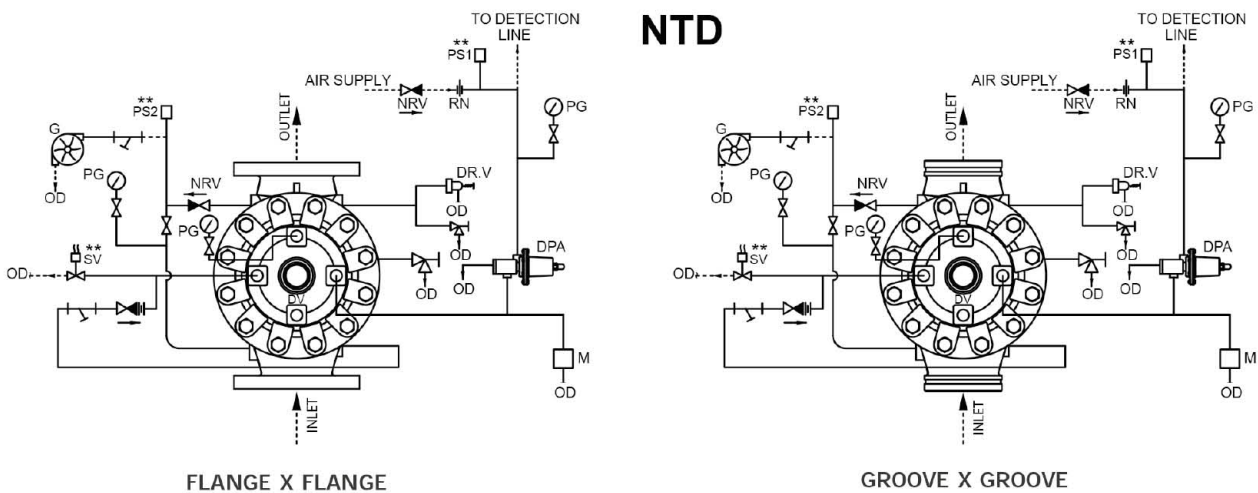 TO DETECTION
LINE
**
PS1
AIR SUPPLY
NRV
RN
PG
**
PS2
G
OD
PG
NRV
PG
OUTLET
DR.V
OD
OD
**
SV
OD
DV
OD
OD
DPA
M
OD
INLET
FLANGE X FLANGE
NTD
TO DETECTION
LINE
**
PS1
AIR SUPPLY
NRV
RN
PG
**
PS2
G
OD
PG
NRV
PG
OUTLET
DR.V
OD
OD
**
SV
OD
DV
OD
OD
DPA
M
OD
INLET
GROOVE X GROOVE